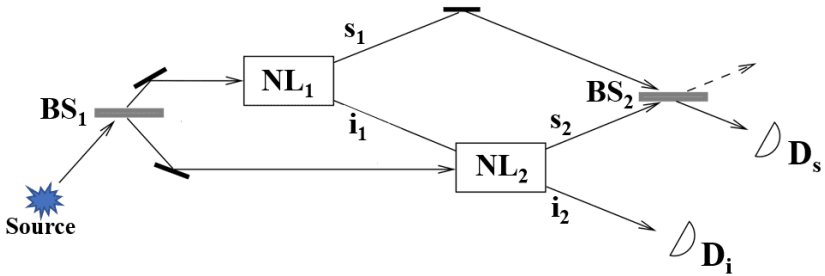 s1
NL1
BS1
i1
BS2
s2
Ds
NL2
i2
Source
Di